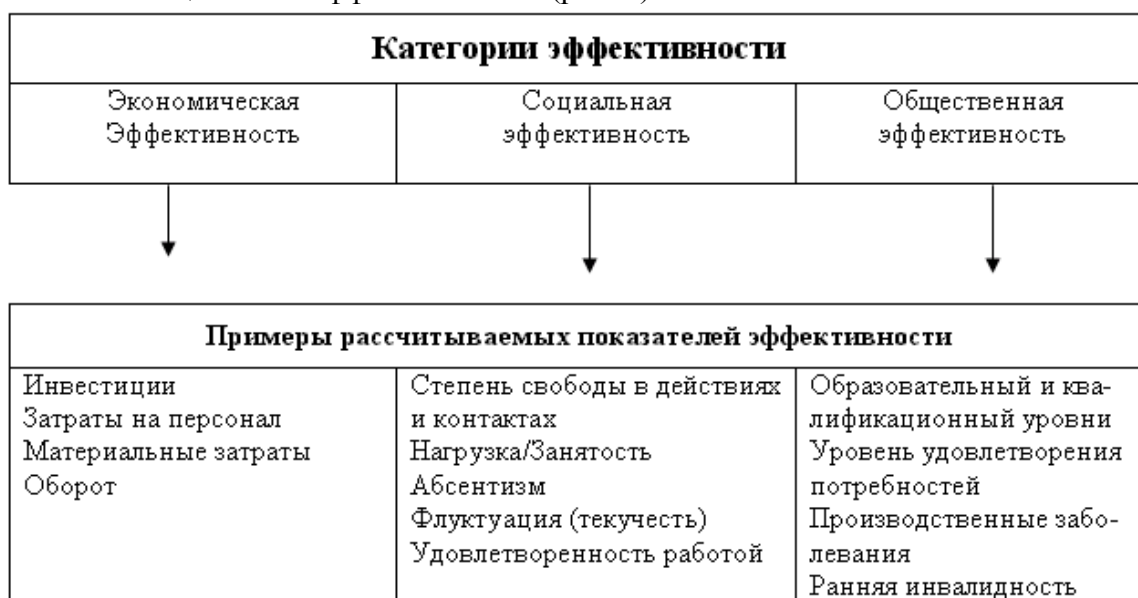 Категории эффективности
Экономическая
Эффективность
Социальная
эффективность
Общественная
эффективность
Примеры рассчитываемых показателей эффективности
Инвестиции
Затраты на персонал
Материальные затраты
Оборот
Степень свободы в действиях
и контактах
Нагрузка/Занятость
Абсентизм
Флуктуация (текучесть)
Удовлетворенность работой
Образовательный и ква-
лификационный уровни
Уровень удовлетворения
потребностей
Производственные забо-
левания
Ранняя инвалидность